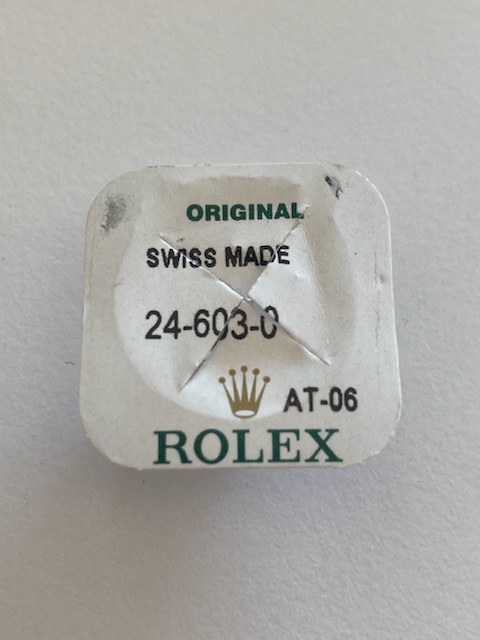 ORIGINAL
SWISS MADE
24-603-0
AT-06
ROLEX